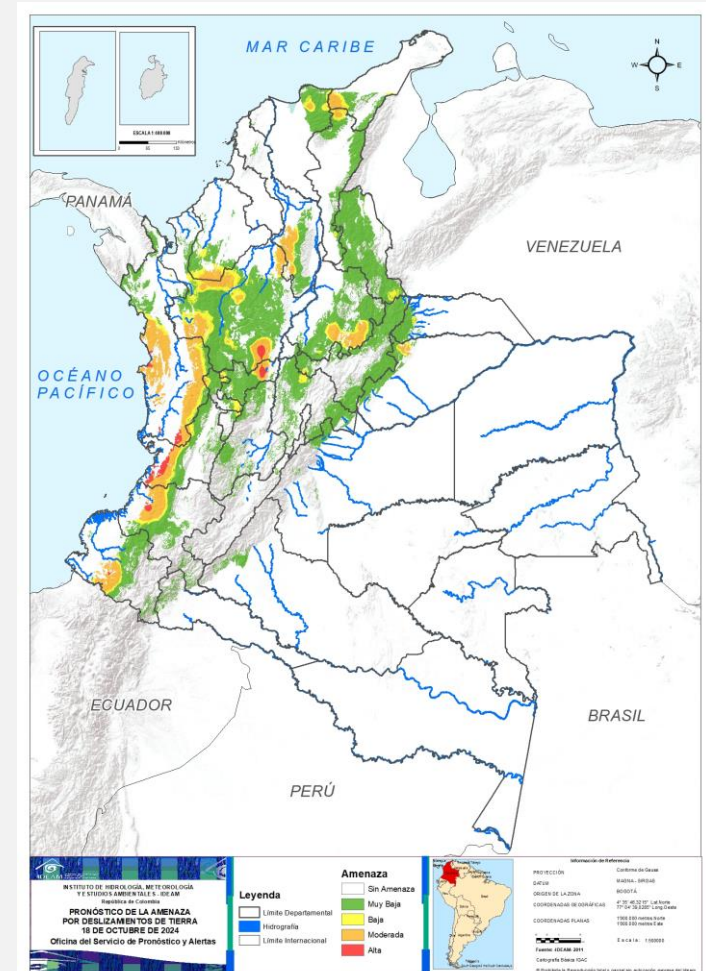 MAR CARIBE
N
W
E
S
PANAMÁ
VENEZUELA
OCÉANO
PACÍFICO
ECUADOR
BRASIL
PERÚ
IDEAM
INSTITUTO DE HIDROLOGÍA, METEOROLOGÍA
Y ESTUDIOS AMBIENTALES - IDEAM
República de Colombia
PRONÓSTICO DE LA AMENAZA
POR DESLIZAMIENTOS DE TIERRA
18 DE OCTUBRE DE 2024
Oficina del Servicio de Pronóstico y Alertas
Leyenda
Límite Departamental
Hidrografía
Límite Internacional
Amenaza
Sin Amenaza
Muy Baja
Baja
Moderada
Alta
Información de Referencia
PROYECCIÓN
Conforme de Gauss
DATUM
MAGNA - SIRGAS
ORIGEN DE LA ZONA
BOGOTÁ
COORDENADAS GEOGRÁFICAS
COORDENADAS PLANAS
Fuente: IDEAM 2011
Cartografía Básica IGAC